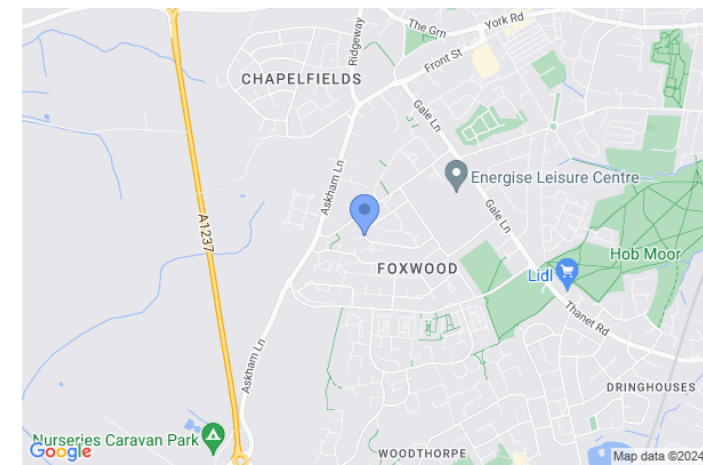 The Grn
York Rd
Ridgeway
Front St
CHAPELFIELDS
Gale Ln
Energise Leisure Centre
Askham Ln
Gale Ln
A1237
Hob Moor
FOXWOOD
Lidl
Thanet Rd
Askham Ln
DRINGHOUSES
Nurseries Caravan Park
Google
WOODTHORPE
Map data ©2024